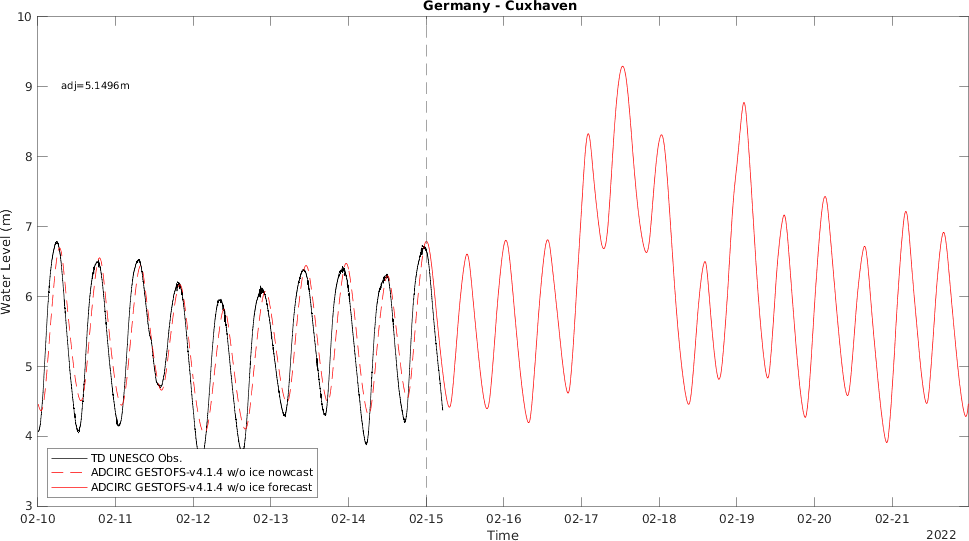 Germany - Cuxhaven
10
9
8
7
6
5
4
3
Water Level (m)
adj=5.1496m
TD UNESCO Obs.
ADCIRC GESTOFS-v4.1.4 w/o ice nowcast
ADCIRC GESTOFS-v4.1.4 w/o ice forecast
02-10 02-11 02-12 02-13 02-14 02-15 02-16 02-17 02-18 02-19 02-20 02-21
Time
2022